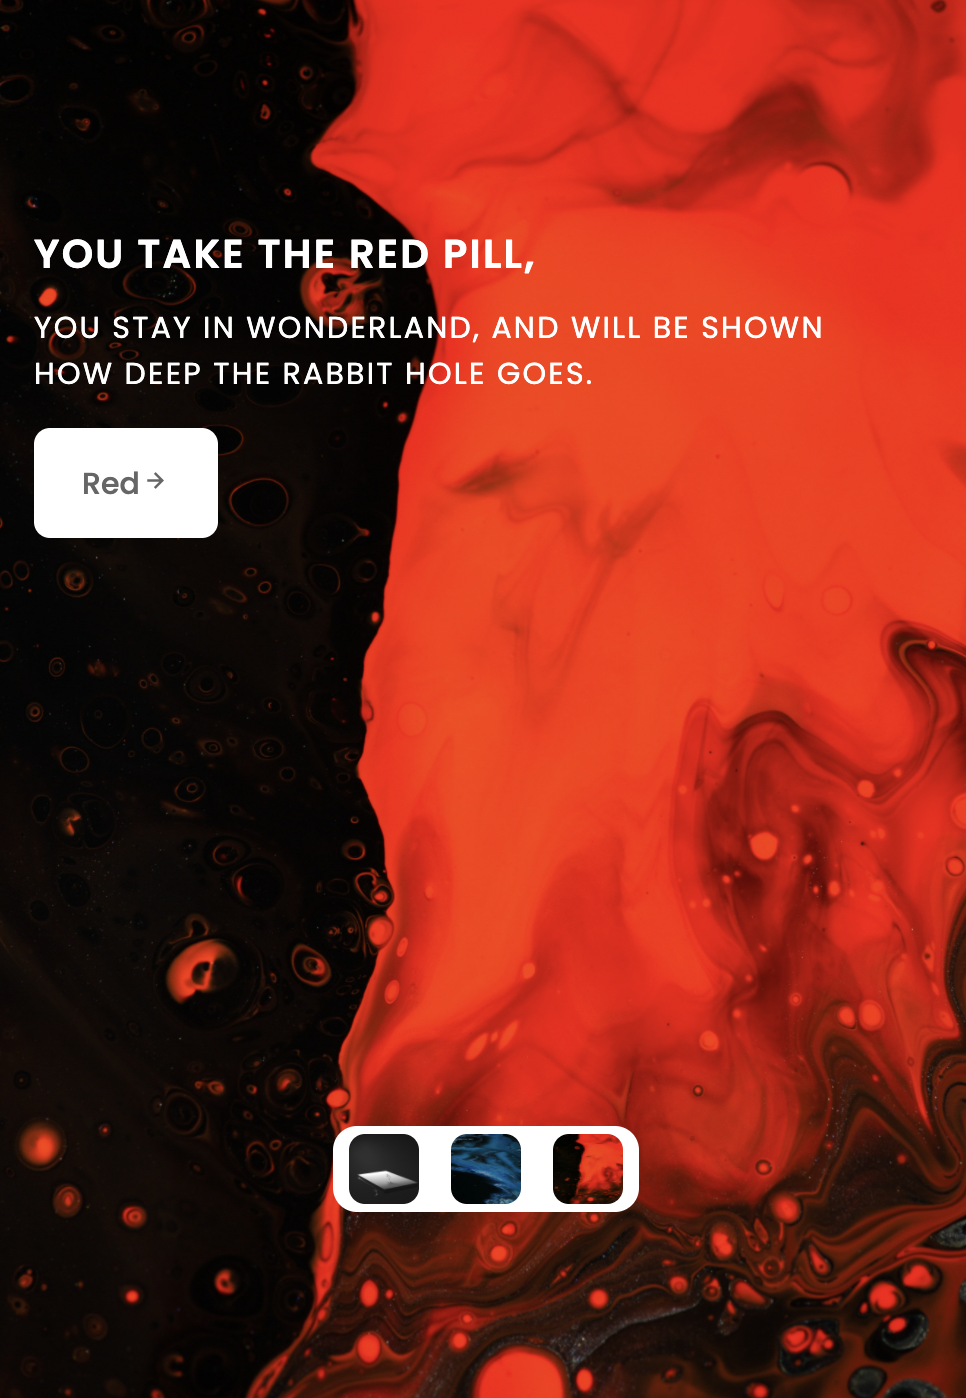 YOU TAKE THE RED PILL,
YOU STAY IN WONDERLAND, AND WILL BE SHOWN
HOW DEEP THE RABBIT HOLE GOES.
Red →